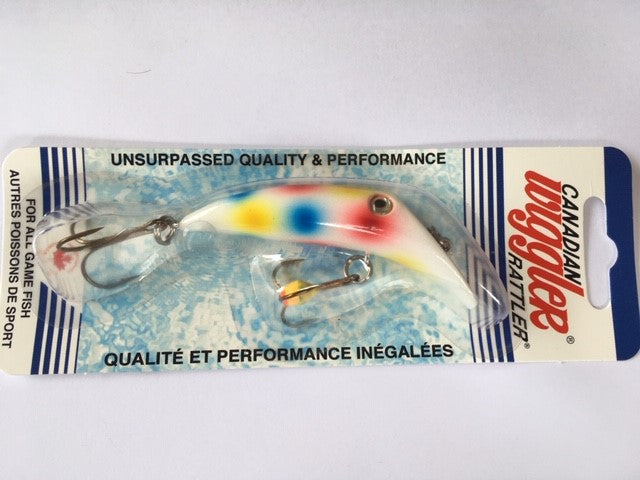 UNSURPASSED QUALITY & PERFORMANCE
CANADIAN
Wiggler®
RATTLER®
FOR ALL GAME FISH
AUTRES POISSONS DE SPORT
QUALITÉ ET PERFORMANCE INÉGALÉES